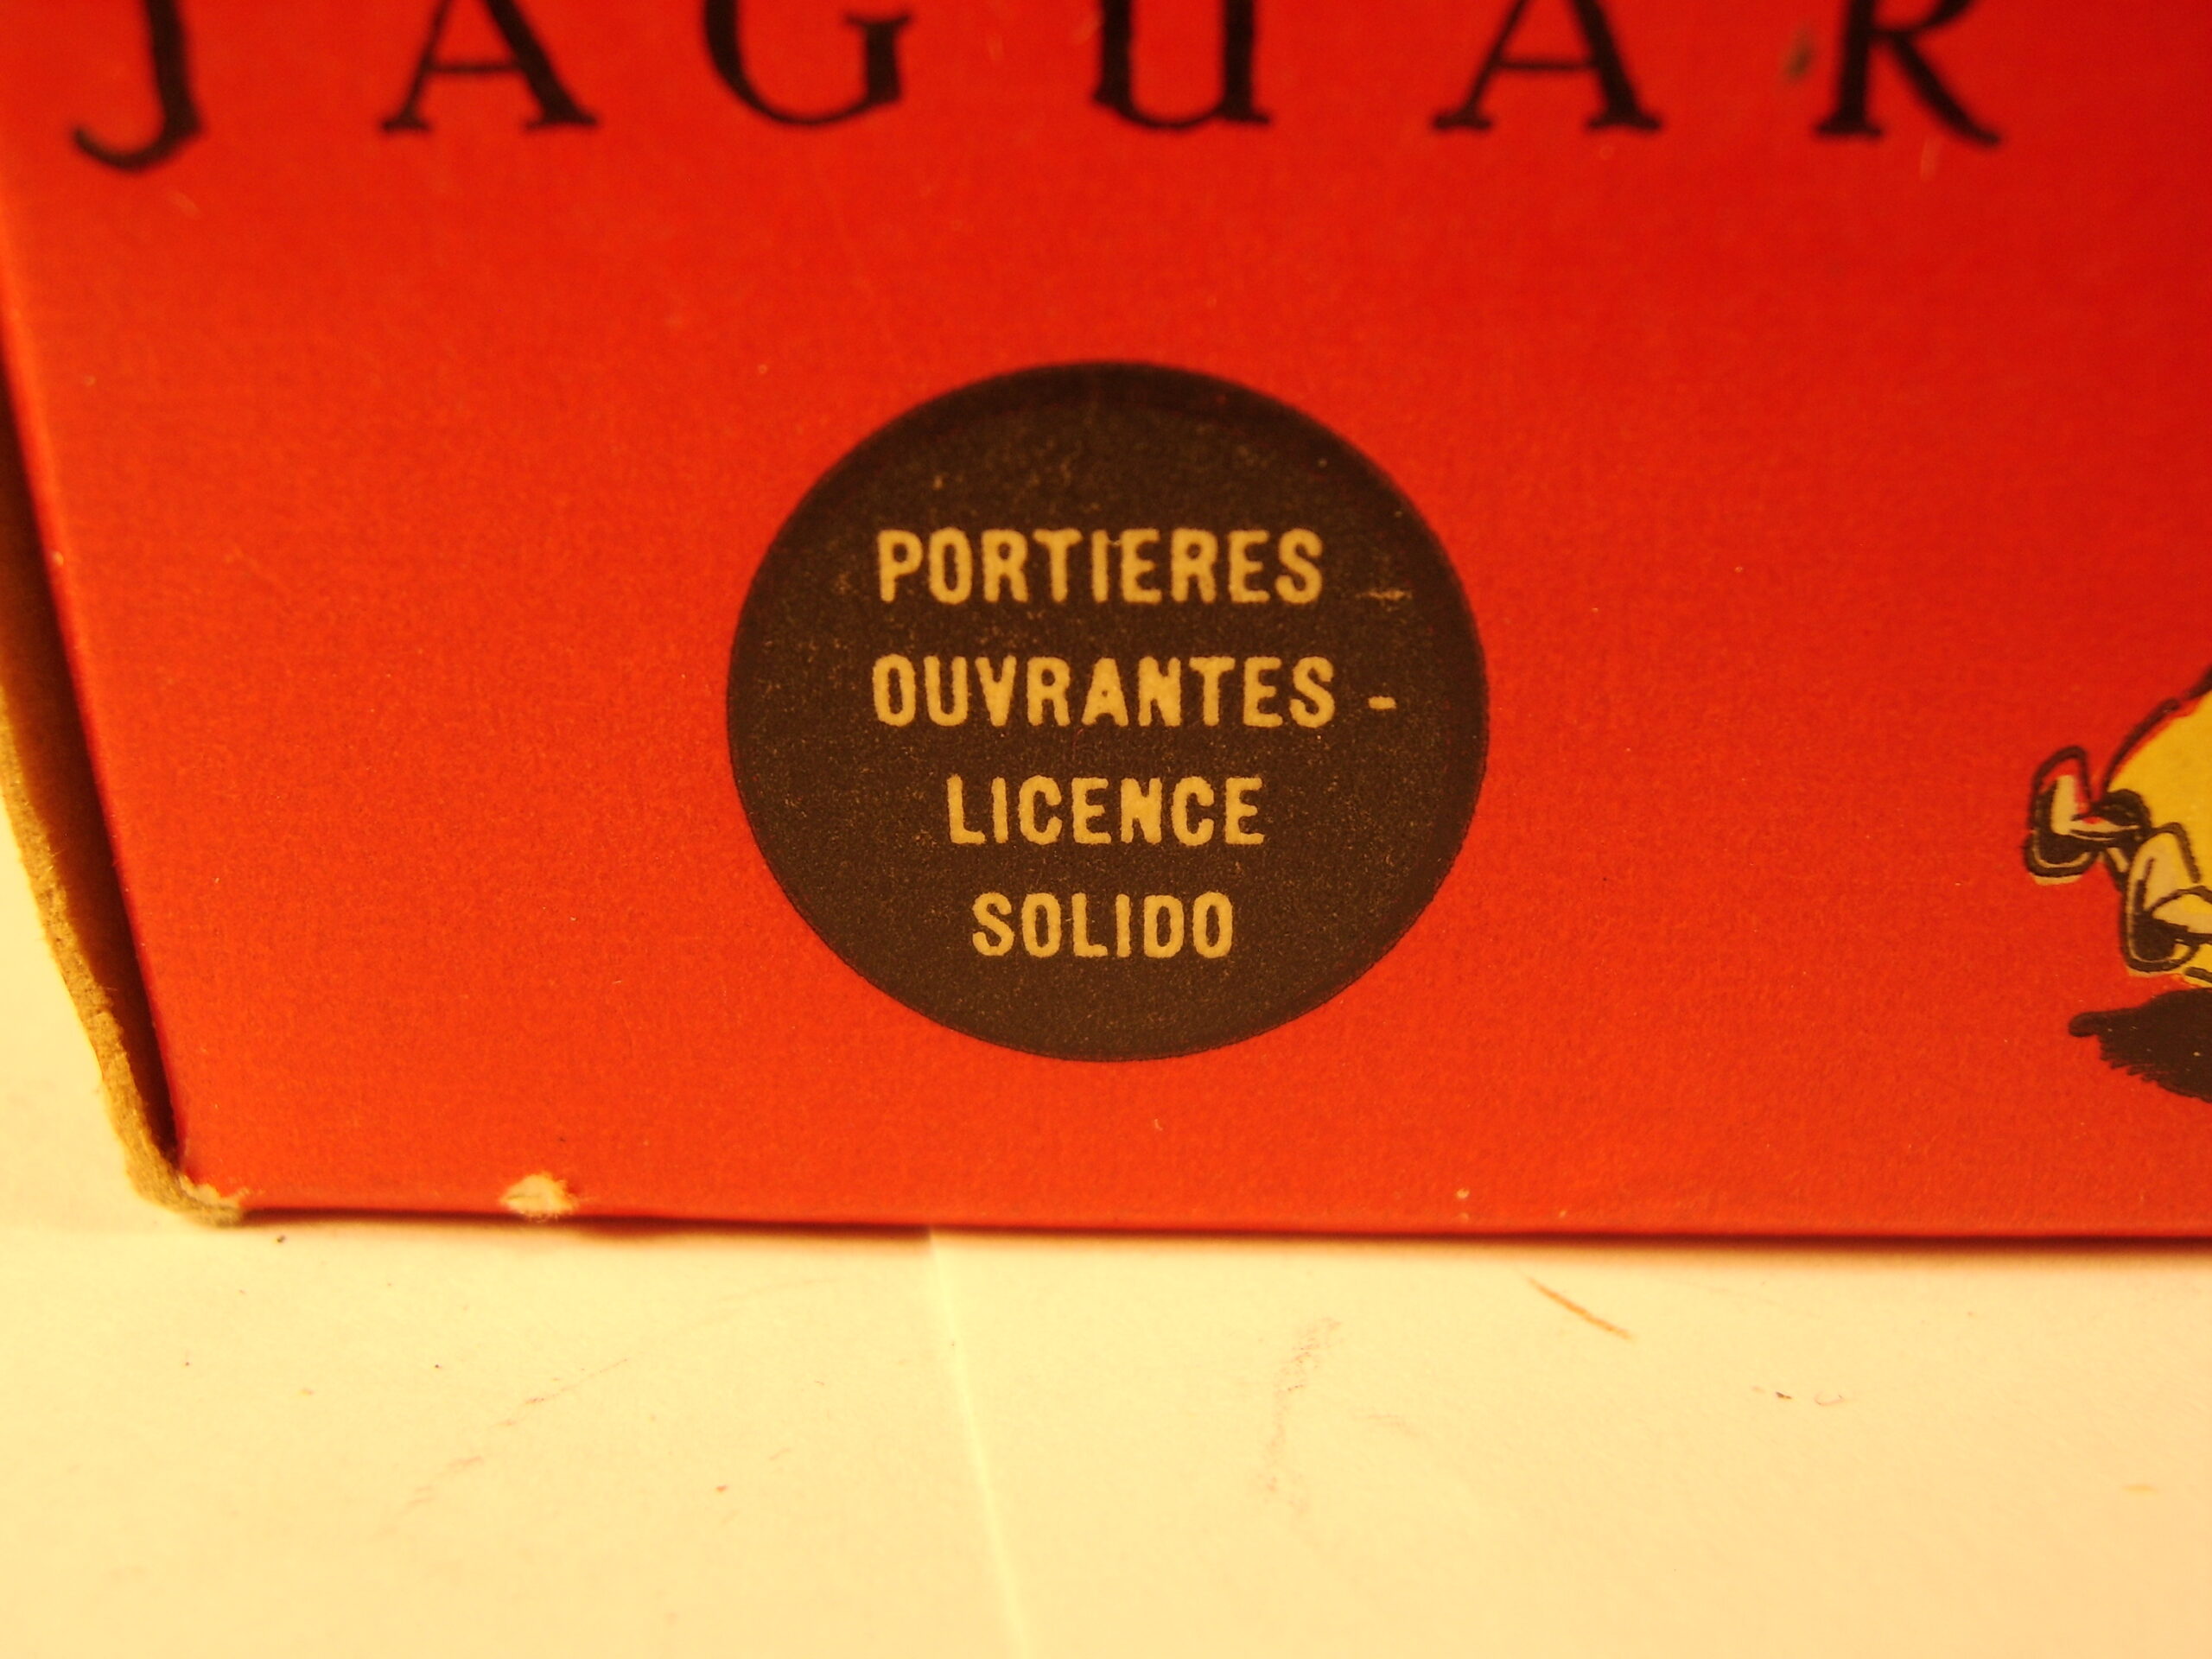 JAGUAR
PORTIERES
OUVRANTES -
LICENCE
SOLIDO